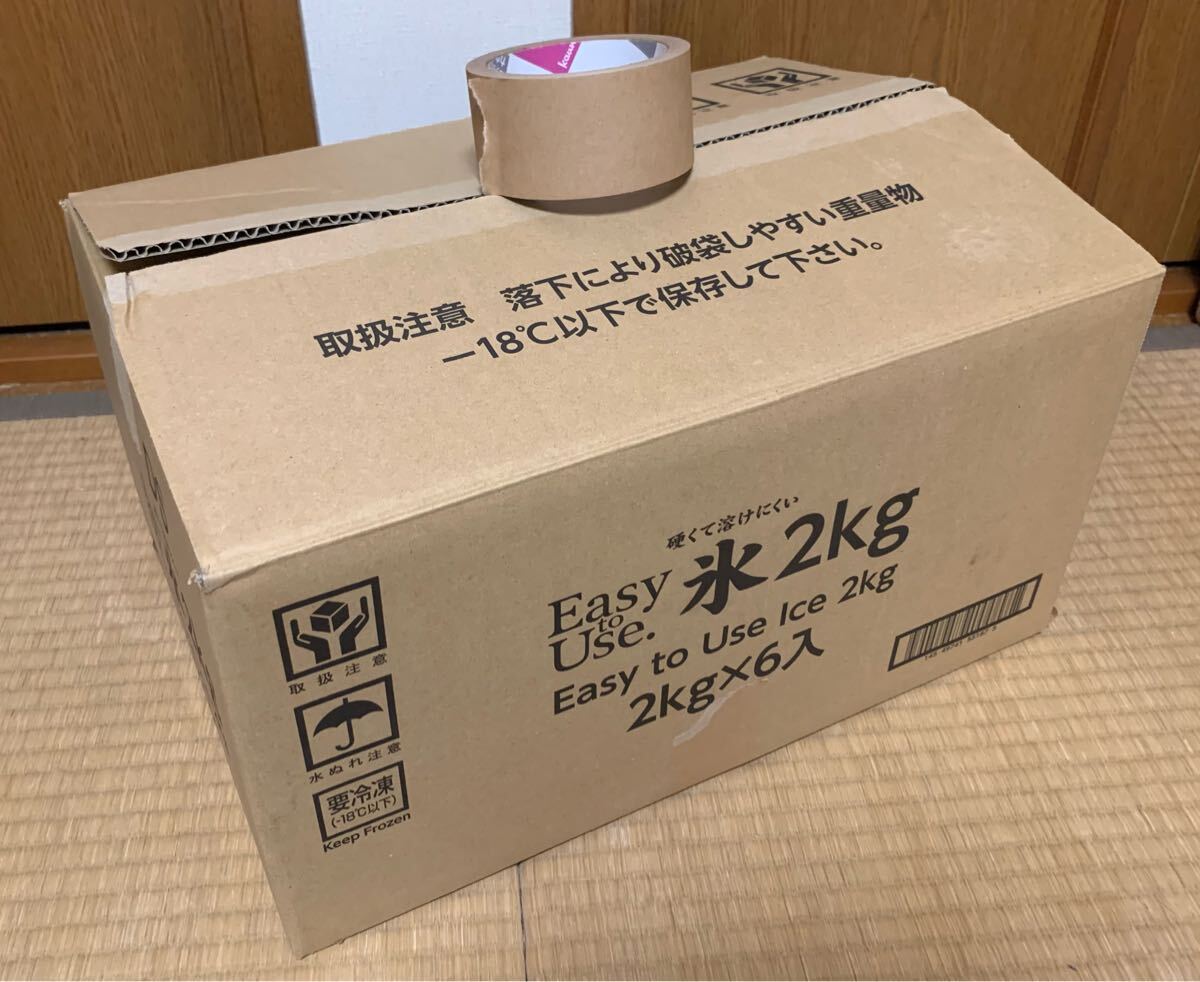 取扱注意　落下により破袋しやすい重量物
－18℃以下で保存して下さい。
硬くて溶けにくい
Easy to Use. 氷 2kg
Easy to Use Ice 2kg
2kg×6入
取扱注意
水ぬれ注意
要冷凍
(-18℃以下)
Keep Frozen